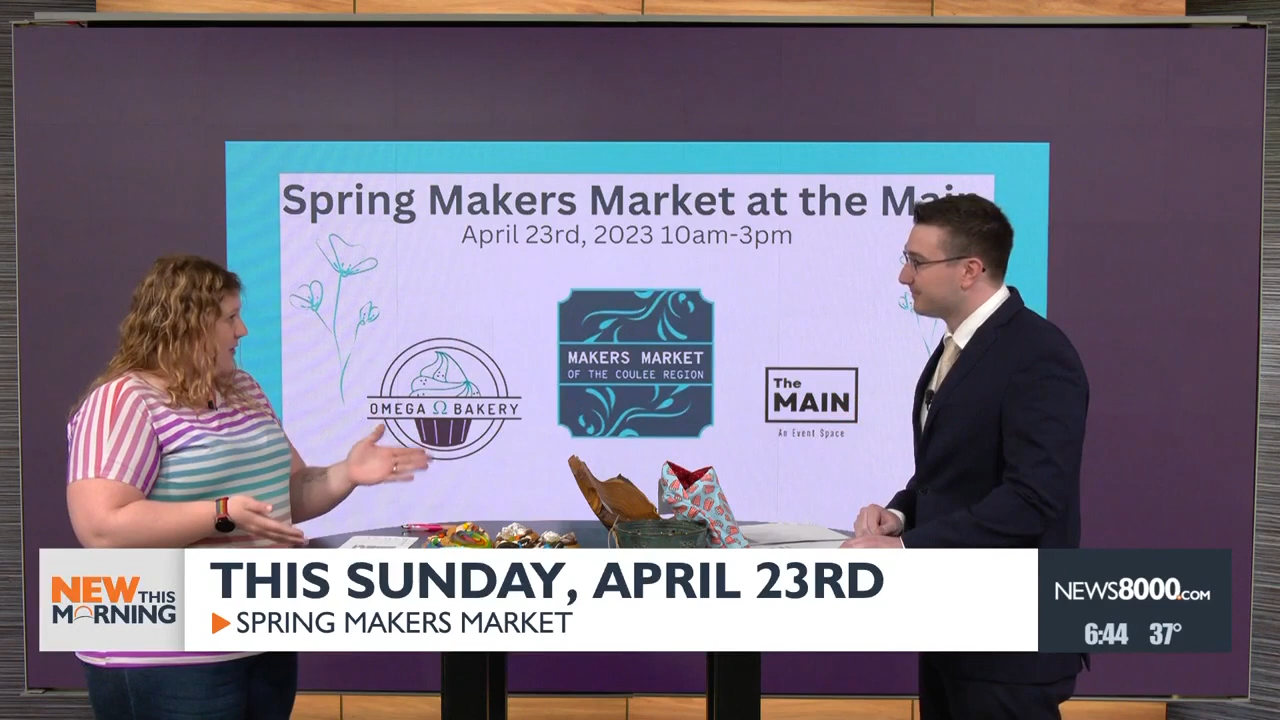 Spring Makers Market at the Main
April 23rd, 2023 10am-3pm
OMEGA Ω BAKERY
MAKERS MARKET
OF THE COULEE REGION
The
MAIN
An Event Space
NEW THIS
MORNING
THIS SUNDAY, APRIL 23RD
SPRING MAKERS MARKET
NEWS8000.COM
6:44 37°